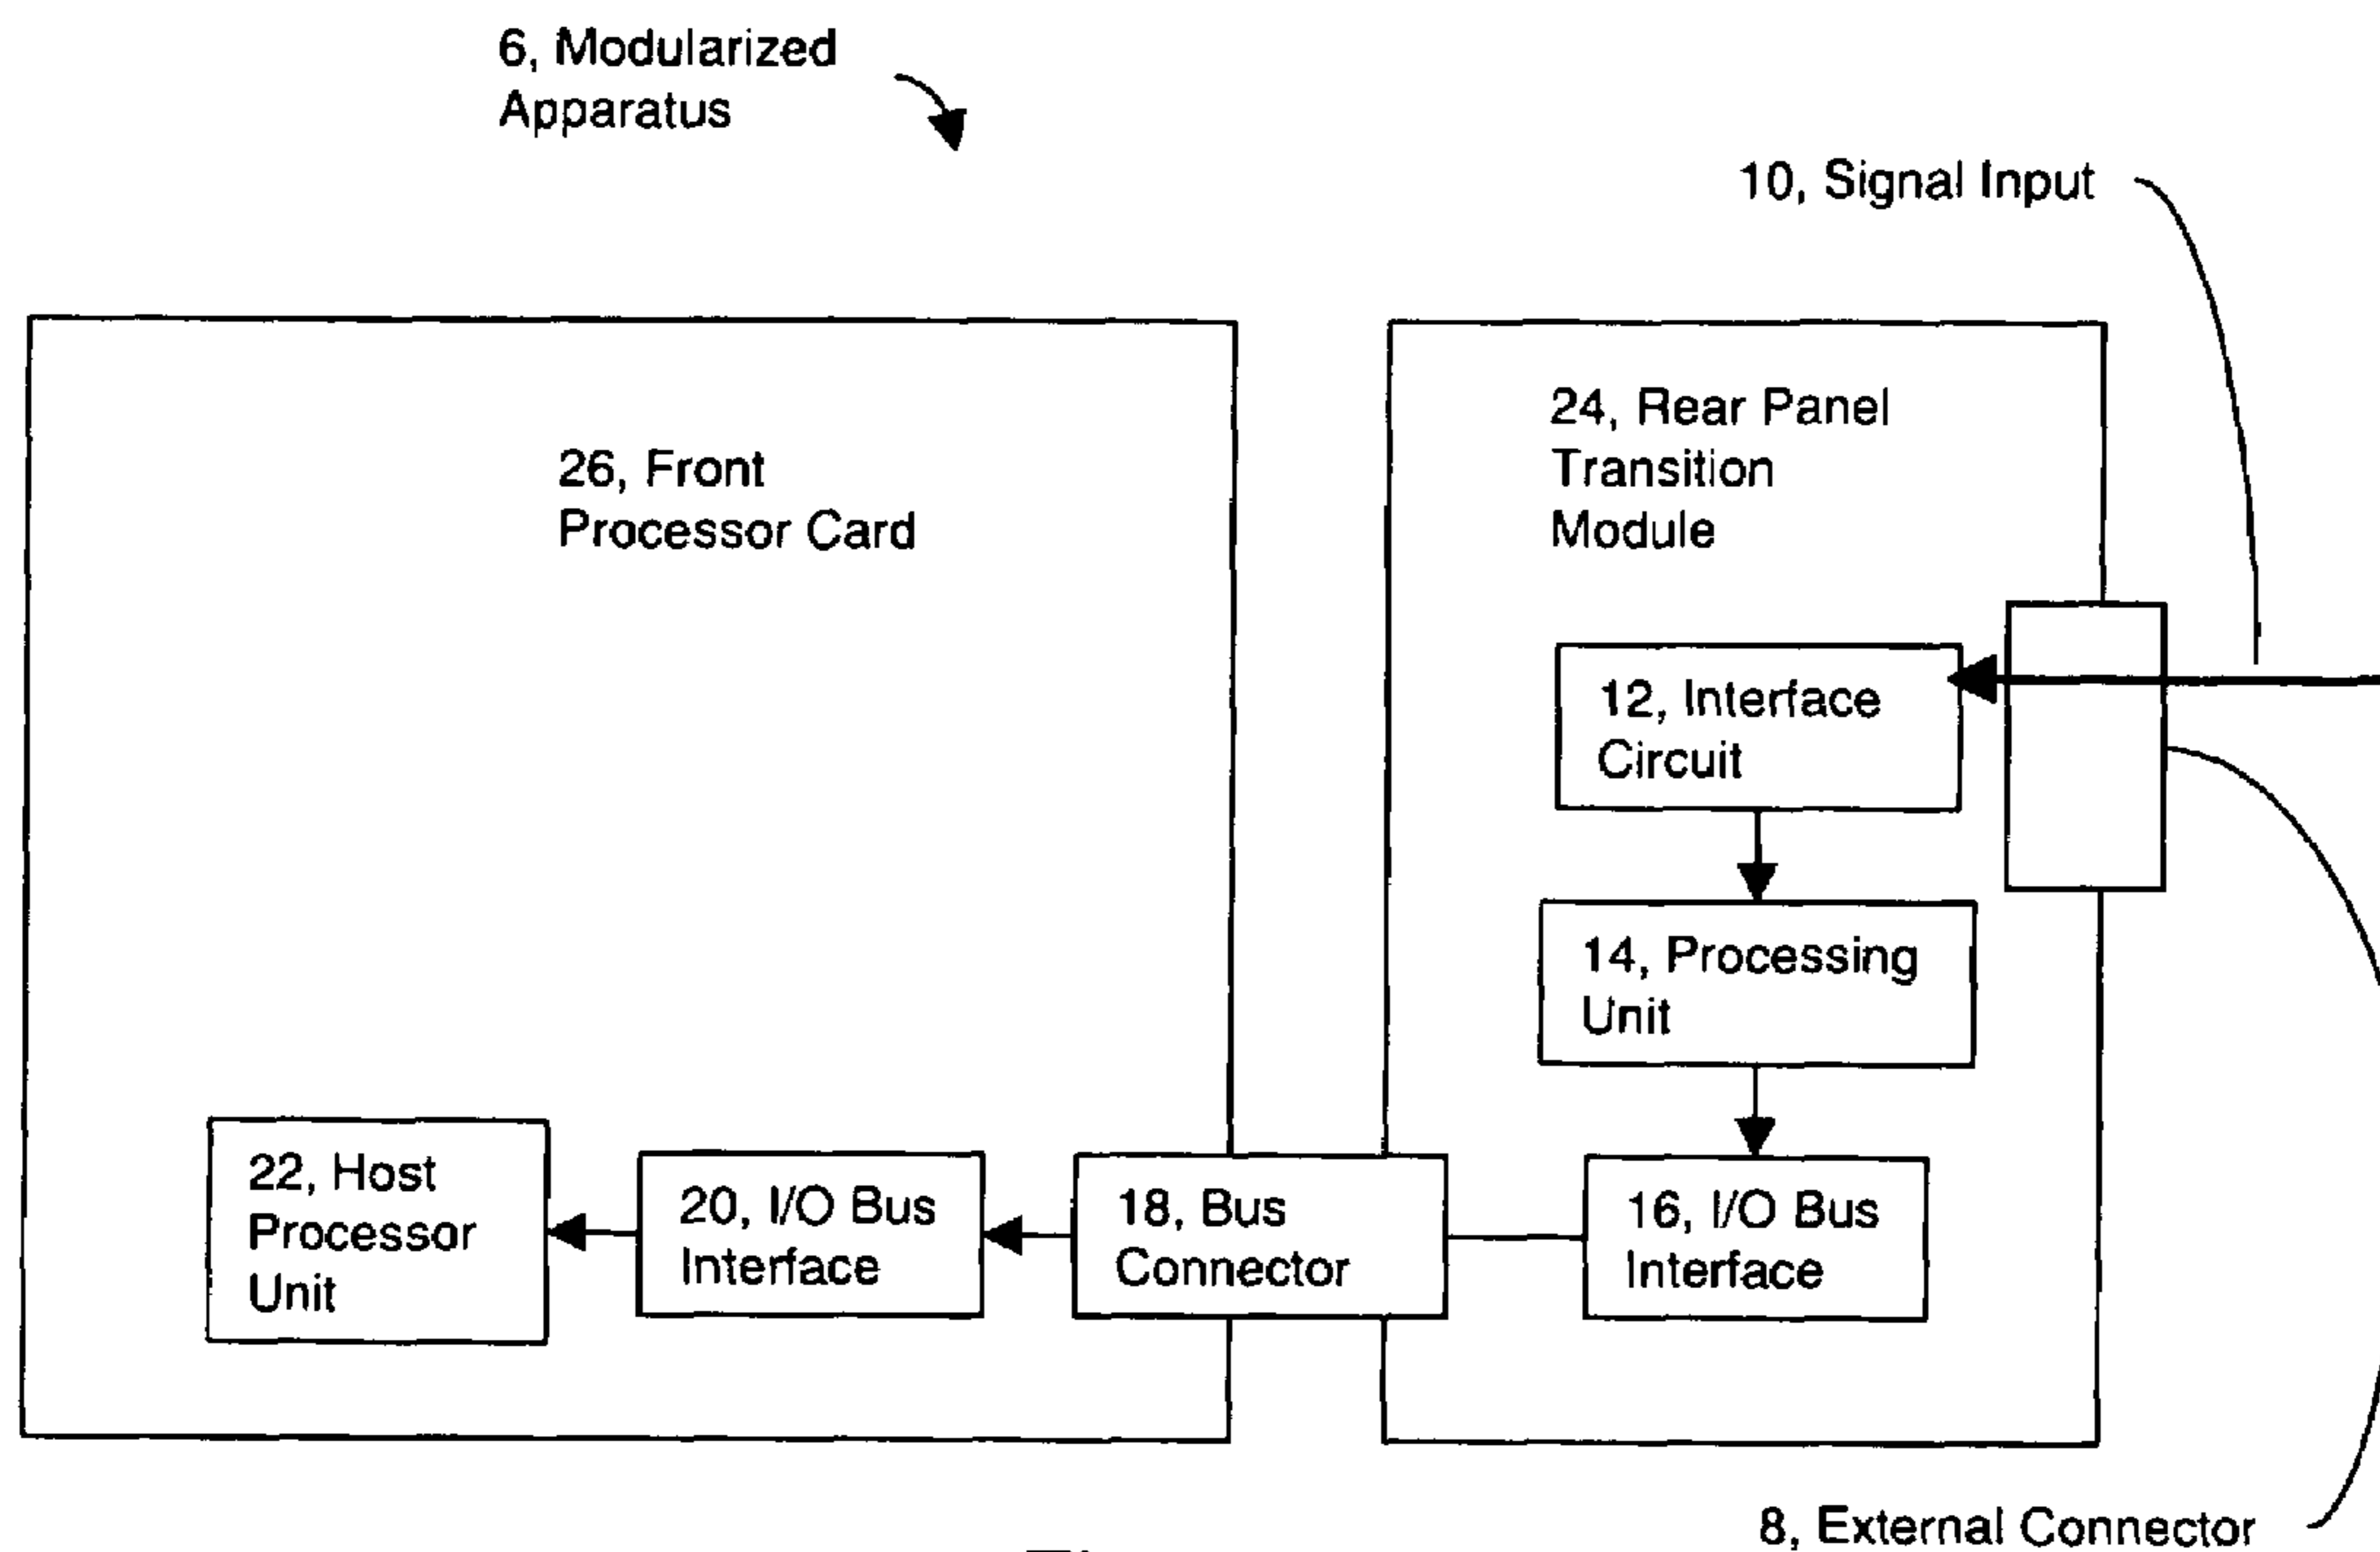 6, Modularized
Apparatus
10, Signal Input
24, Rear Panel
Transition
Module
26, Front
Processor Card
12, Interface
Circuit
14, Processing
Unit
22, Host
Processor
Unit
20, I/O Bus
Interface
18, Bus
Connector
16, I/O Bus
Interface
8, External Connector